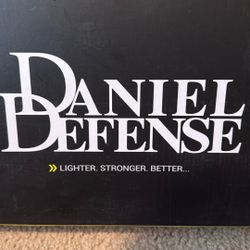 DANIEL
DEFENSE
» LIGHTER. STRONGER. BETTER...